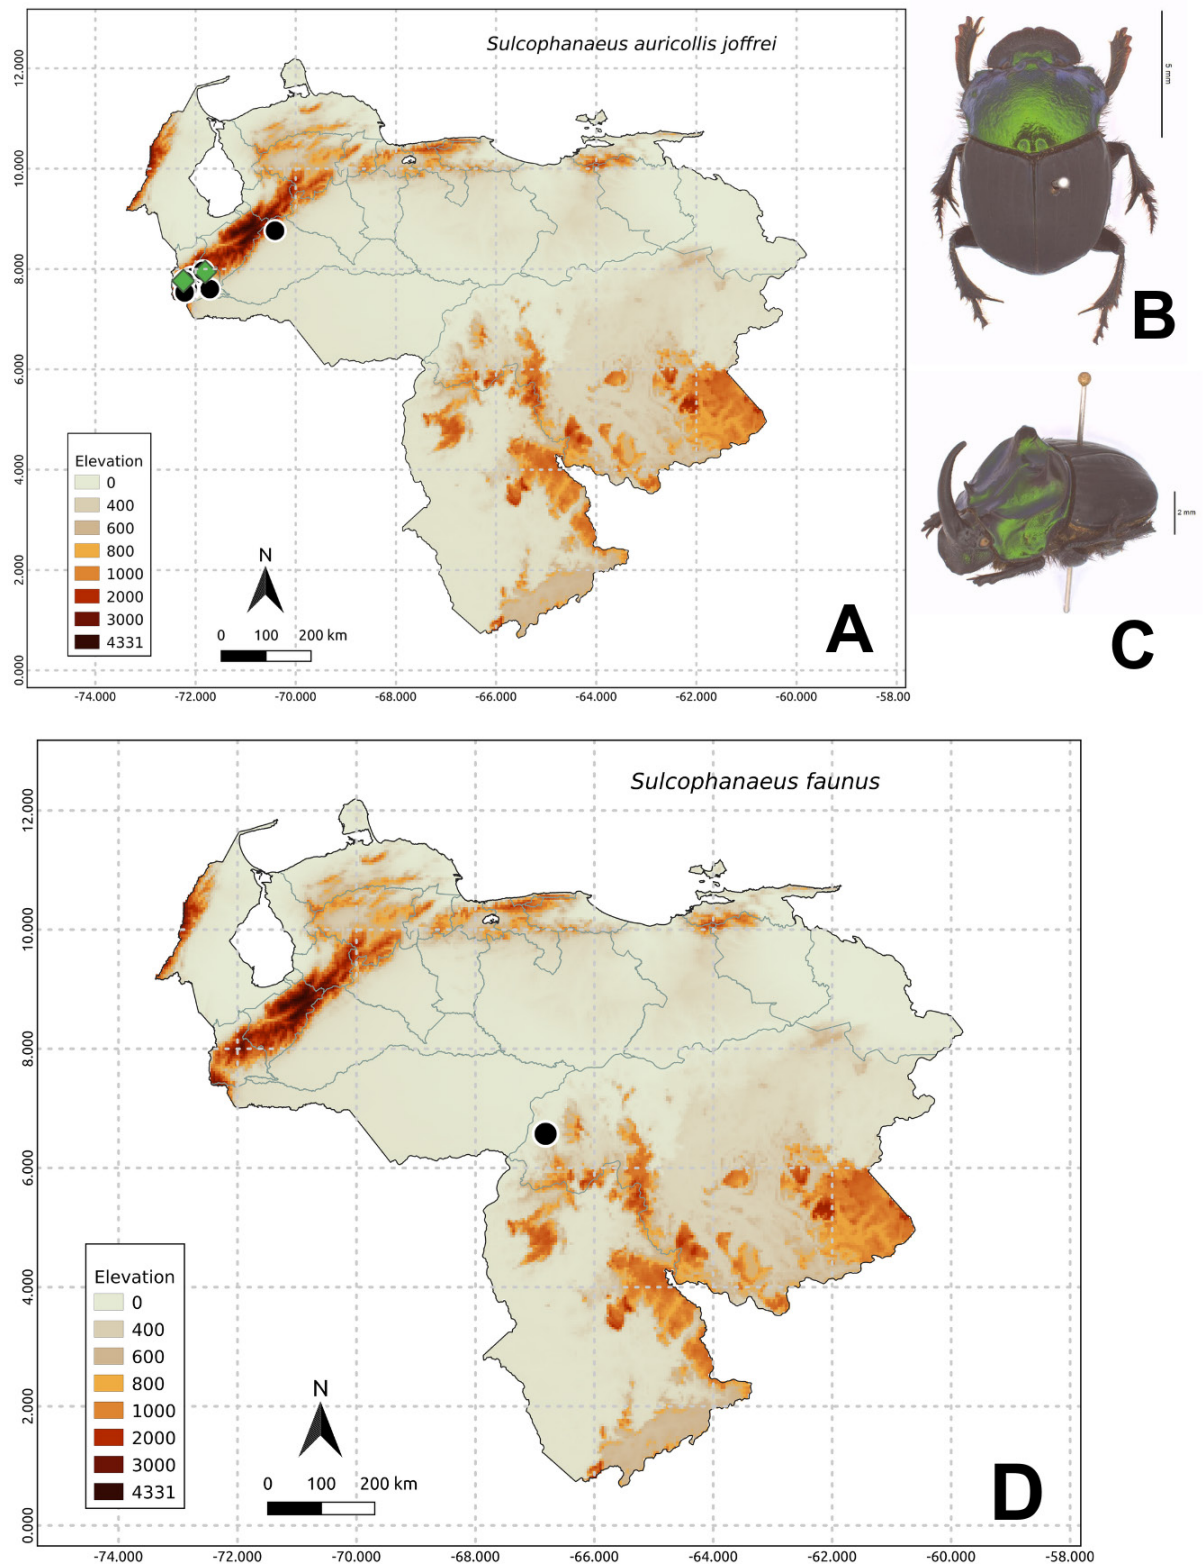 Sulcophanaeus auricollis joffrei
12.000
10.000
8.000
6.000
4.000
2.000
0.000
Elevation
0
400
600
800
1000
2000
3000
4331
N
0 100 200 km
A
-74.000 -72.000 -70.000 -68.000 -66.000 -64.000 -62.000 -60.000 -58.00
5 mm
B
2 mm
C
Sulcophanaeus faunus
12.000
10.000
8.000
6.000
4.000
2.000
0.000
Elevation
0
400
600
800
1000
2000
3000
4331
N
0 100 200 km
D
-74.000 -72.000 -70.000 -68.000 -66.000 -64.000 -62.000 -60.000 -58.000